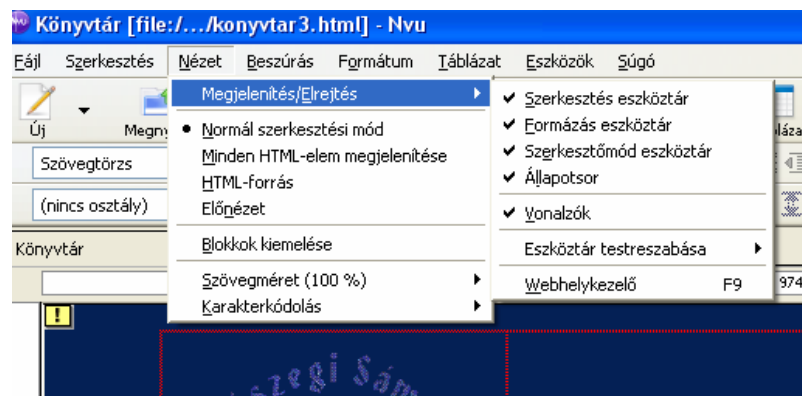 Könyvtár [file:/.../konyvtar3.html] - Nvu
Fájl Szerkesztés Nézet Beszúrás Formátum Táblázat Eszközök Súgó
Új
Megjelenítés/Elrejtés
Normál szerkesztési mód
Minden HTML-elem megjelenítése
HTML-forrás
Előnézet
Blokkok kiemelése
Szövegméret (100 %)
Karakterkódolás
Szerkesztés eszköztár
Formázás eszköztár
Szerkesztőmód eszköztár
Állapotsor
Vonalzók
Eszköztár testreszabása
Webhelykezelő F9
Szövegtörzs
(nincs osztály)
Könyvtár
974
!